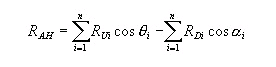 R_{AH} = \sum_{i=1}^{n} R_{Ui} \cos \theta_i - \sum_{i=1}^{n} R_{Di} \cos \alpha_i